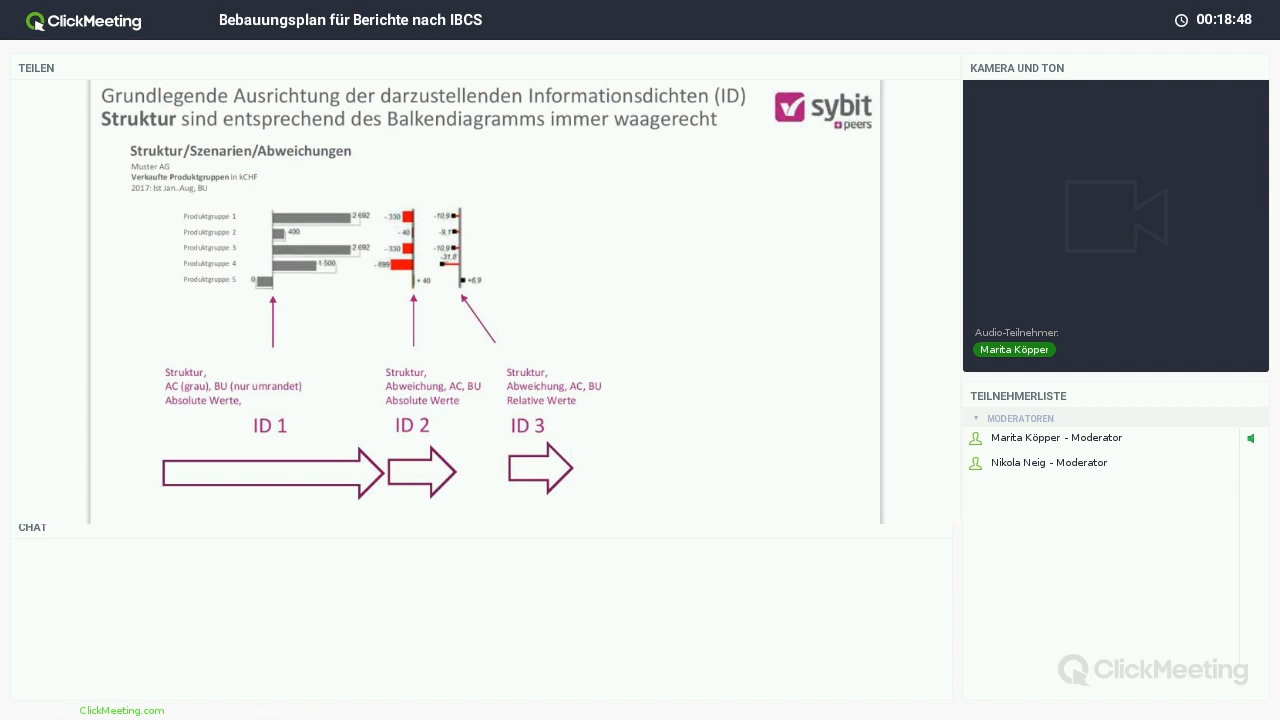 ClickMeeting
Bebauungsplan für Berichte nach IBCS
00:18:48
TEILEN
Grundlegende Ausrichtung der darzustellenden Informationsdichten (ID)
Struktur sind entsprechend des Balkendiagramms immer waagerecht
sybit
peers
Struktur/Szenarien/Abweichungen
Muster AG
Verkaufte Produktgruppen in kCHF
2017: Ist Jan..Aug, BU
Produktgruppe 1 2 692 - 330 -10,9
Produktgruppe 2 400 - 40 -9,1
Produktgruppe 3 2 692 - 330 -10,9
Produktgruppe 4 1 500 - 699 -31,8
Produktgruppe 5 0 + 40 +6,9
Struktur,
AC (grau), BU (nur umrandet)
Absolute Werte,
ID 1
Struktur,
Abweichung, AC, BU
Absolute Werte
ID 2
Struktur,
Abweichung, AC, BU
Relative Werte
ID 3
CHAT
KAMERA UND TON
Audio-Teilnehmer:
Marita Köpper
TEILNEHMERLISTE
MODERATOREN
Marita Köpper - Moderator
Nikola Neig - Moderator
ClickMeeting
ClickMeeting.com